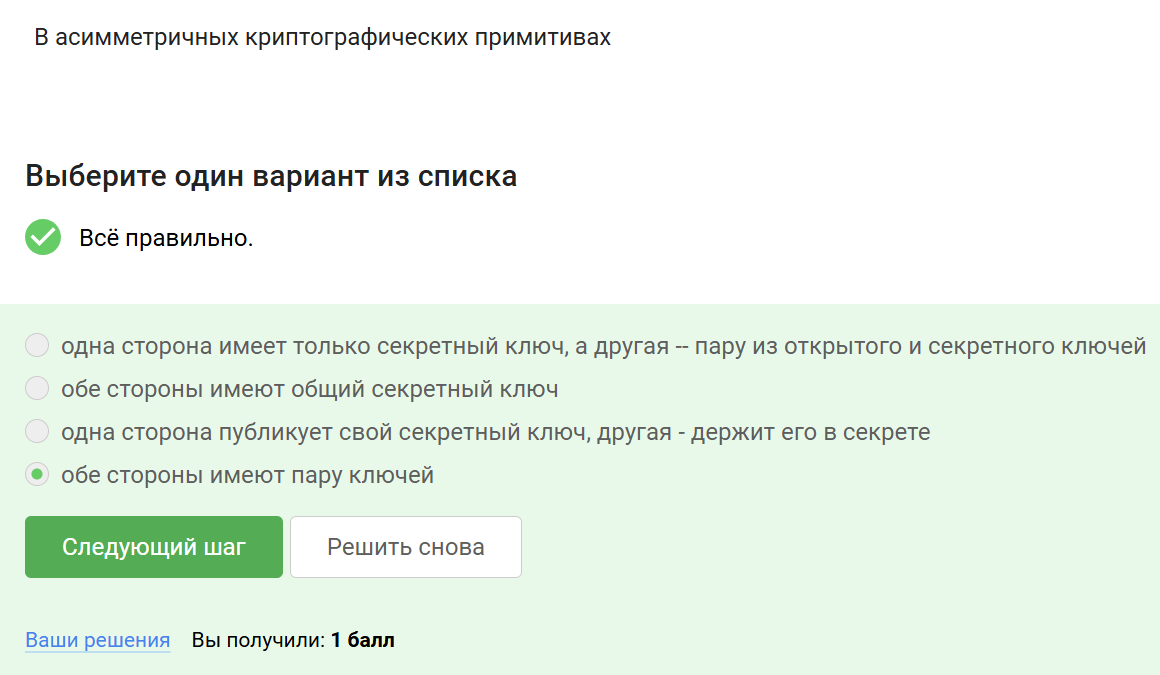 В асимметричных криптографических примитивах
Выберите один вариант из списка
Всё правильно.
одна сторона имеет только секретный ключ, а другая -- пару из открытого и секретного ключей
обе стороны имеют общий секретный ключ
одна сторона публикует свой секретный ключ, другая - держит его в секрете
обе стороны имеют пару ключей
Следующий шаг Решить снова
Ваши решения Вы получили: 1 балл